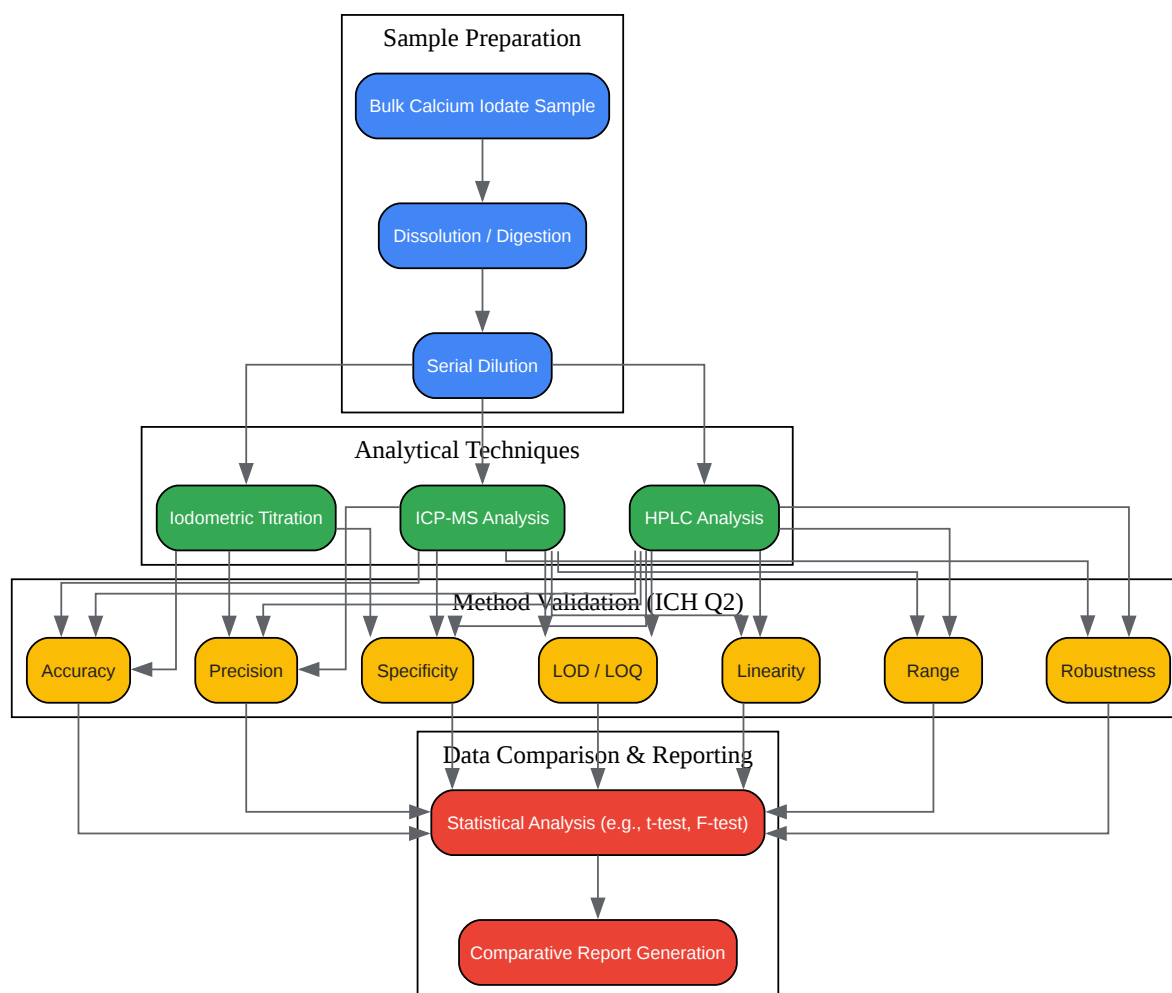 Sample Preparation
Bulk Calcium Iodate Sample
Dissolution / Digestion
Serial Dilution
Analytical Techniques
Iodometric Titration
ICP-MS Analysis
HPLC Analysis
Method Validation (ICH Q2)
Accuracy
Precision
Specificity
LOD / LOQ
Linearity
Range
Robustness
Data Comparison & Reporting
Statistical Analysis (e.g., t-test, F-test)
Comparative Report Generation